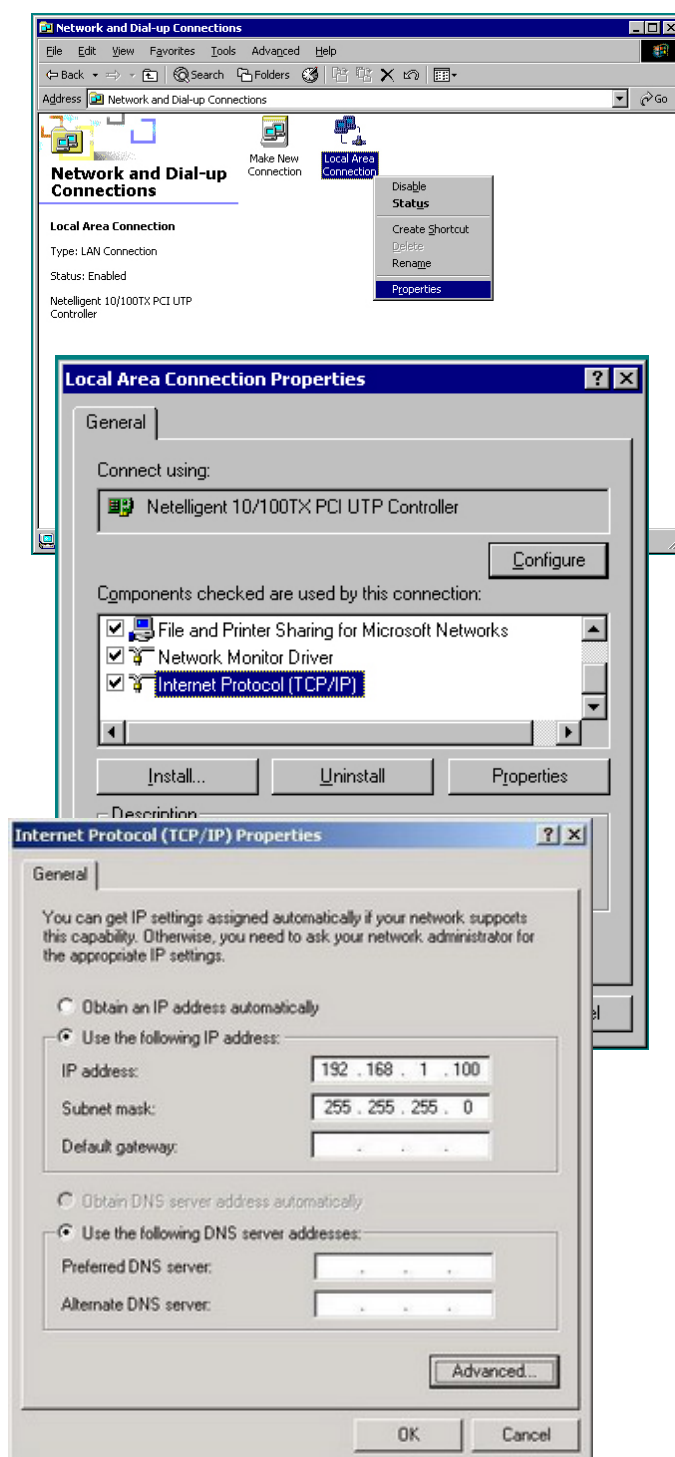 Network and Dial-up Connections
File Edit View Favorites Tools Advanced Help
Back Search Folders
Address Network and Dial-up Connections Go
Network and Dial-up
Connections
Make New
Connection
Local Area
Connection
Disable
Status
Create Shortcut
Delete
Rename
Properties
Local Area Connection
Type: LAN Connection
Status: Enabled
Netelligent 10/100TX PCI UTP
Controller
Local Area Connection Properties
General
Connect using:
Netelligent 10/100TX PCI UTP Controller
Configure
Components checked are used by this connection:
File and Printer Sharing for Microsoft Networks
Network Monitor Driver
Internet Protocol (TCP/IP)
Install... Uninstall Properties
Description
Internet Protocol (TCP/IP) Properties
General
You can get IP settings assigned automatically if your network supports
this capability. Otherwise, you need to ask your network administrator for
the appropriate IP settings.
Obtain an IP address automatically
Use the following IP address:
IP address: 192 . 168 . 1 . 100
Subnet mask: 255 . 255 . 255 . 0
Default gateway: . . .
Obtain DNS server address automatically
Use the following DNS server addresses:
Preferred DNS server: . . .
Alternate DNS server: . . .
Advanced...
OK Cancel